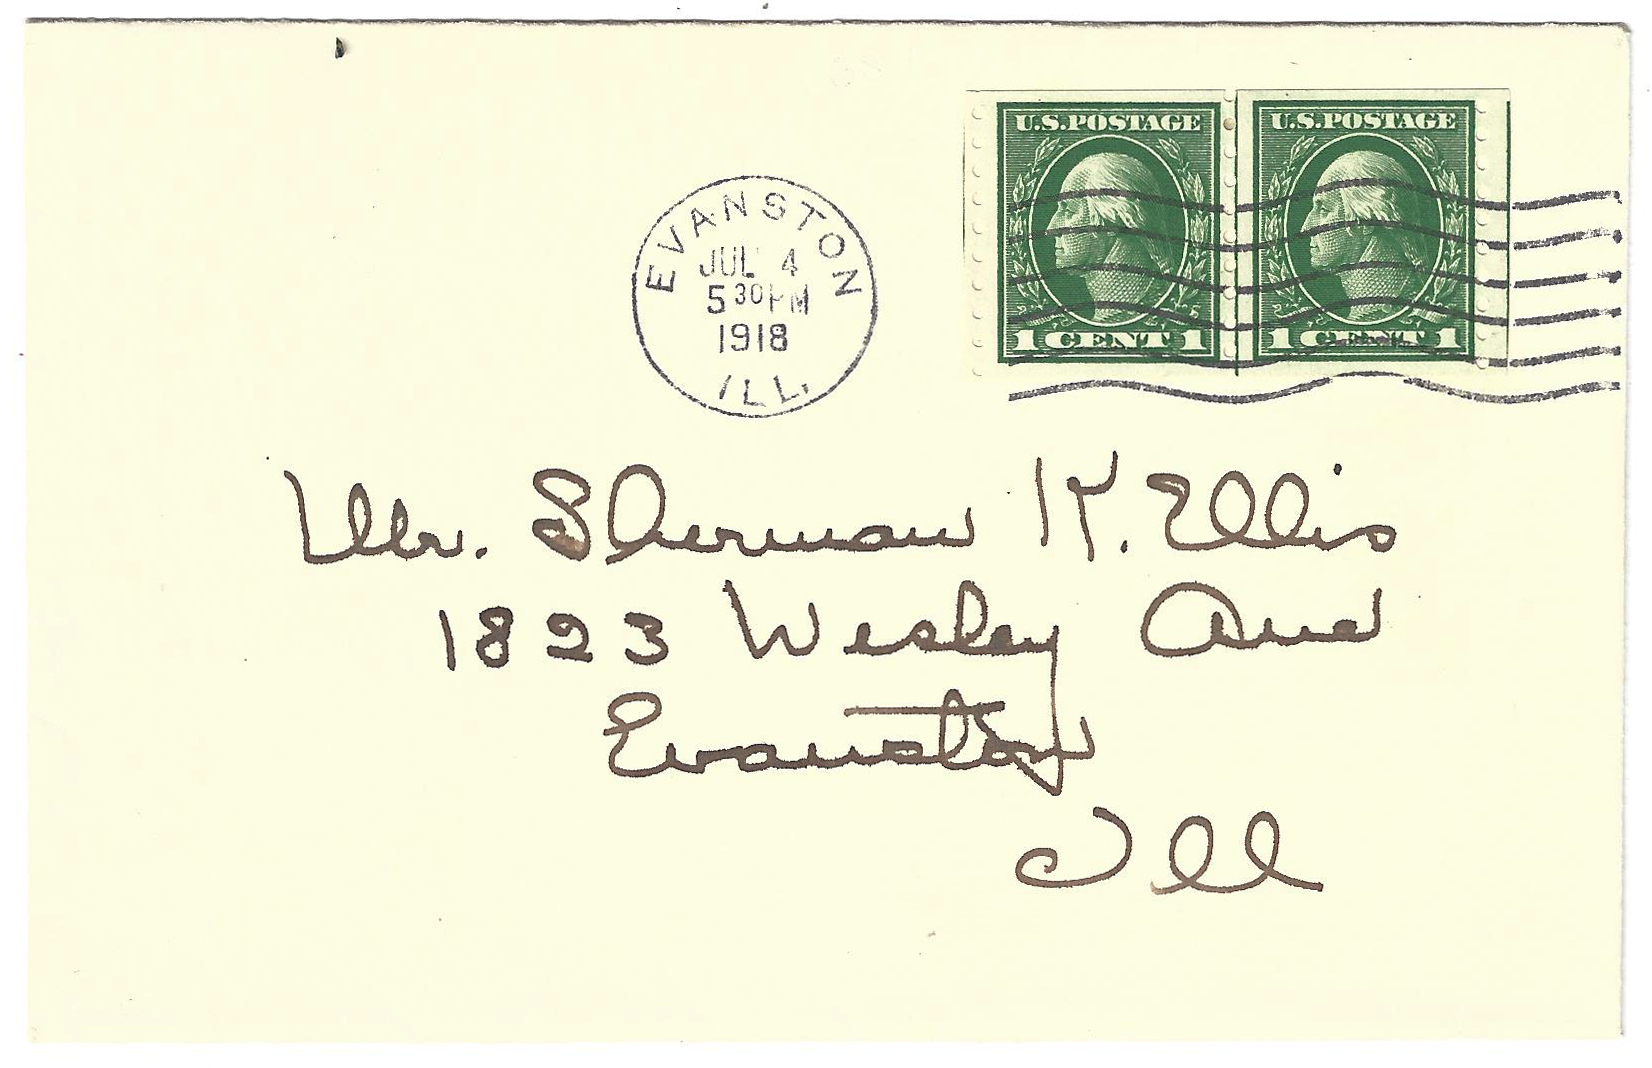 U.S. POSTAGE
1 CENT 1
U.S. POSTAGE
1 CENT 1
EVANSTON
JUL 4
5 30 PM
1918
ILL.
Mr. Sherman K. Ellis
1823 Wesley Ave
Evanston
Ill